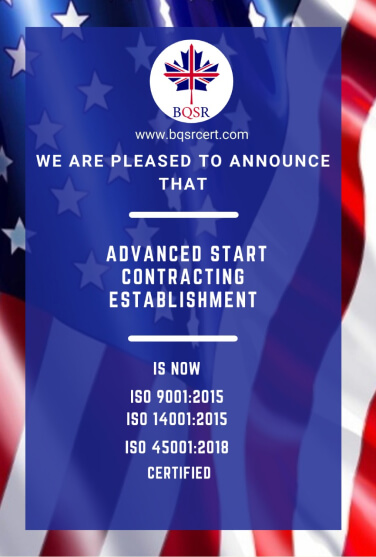 BQSR
www.bqsrcert.com
WE ARE PLEASED TO ANNOUNCE
THAT
ADVANCED START
CONTRACTING
ESTABLISHMENT
IS NOW
ISO 9001:2015
ISO 14001:2015
ISO 45001:2018
CERTIFIED